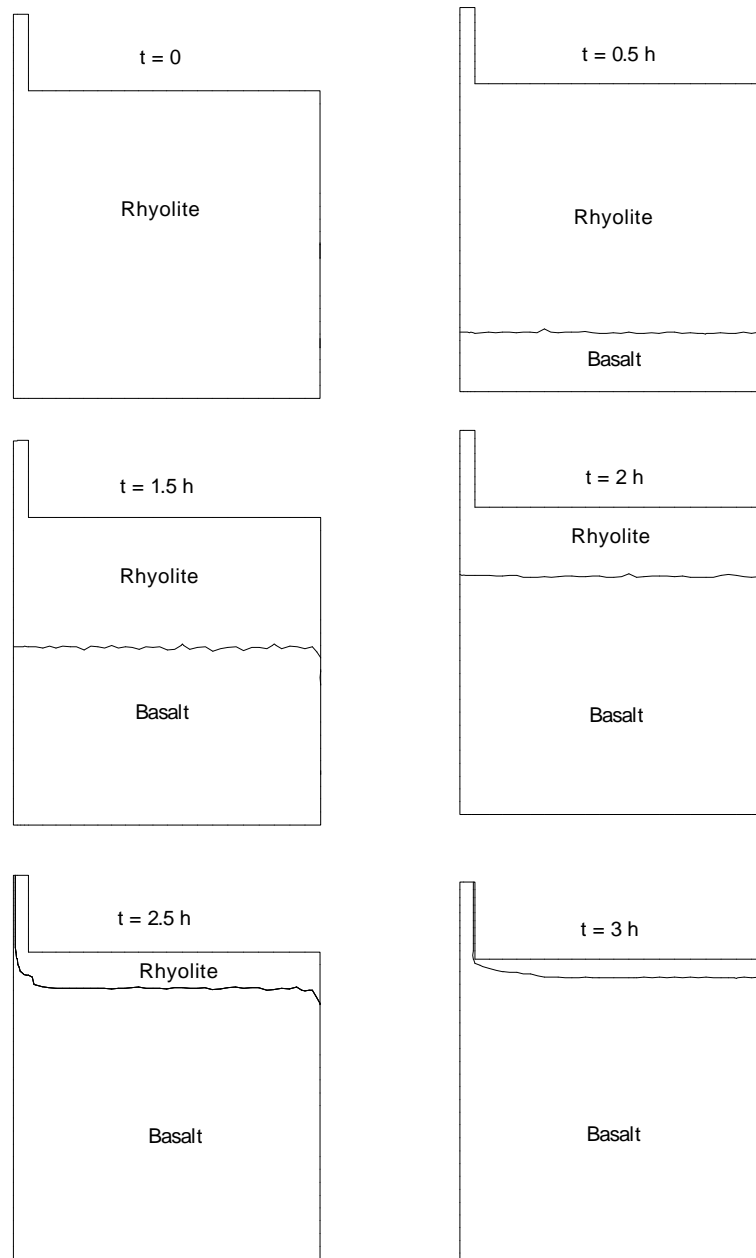 t = 0
Rhyolite
t = 0.5 h
Rhyolite
Basalt
t = 1.5 h
Rhyolite
Basalt
t = 2 h
Rhyolite
Basalt
t = 2.5 h
Rhyolite
Basalt
t = 3 h
Basalt